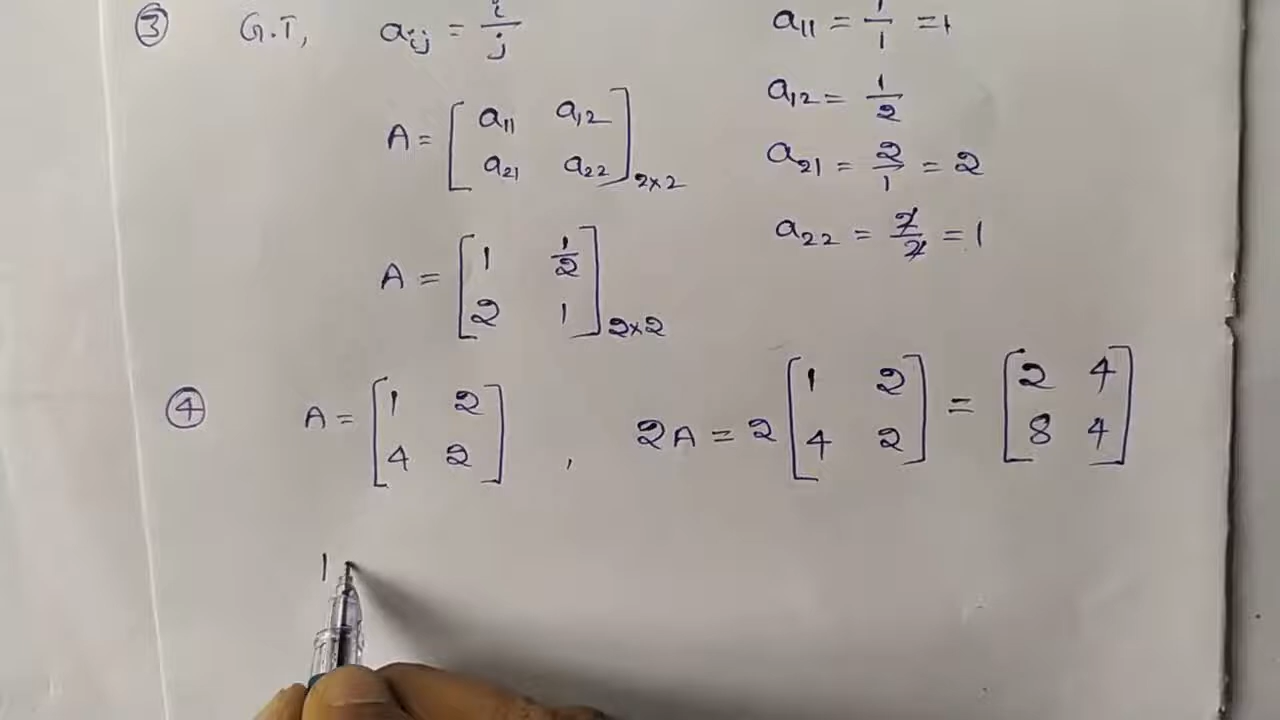 ③ G.T, aᵢⱼ = i/j a₁₁ = 1/1 = 1
a₁₂ = 1/2
A = [ a₁₁ a₁₂
a₂₁ a₂₂ ]₂ₓ₂ a₂₁ = 2/1 = 2
a₂₂ = 2/2 = 1
A = [ 1 1/2
2 1 ]₂ₓ₂
④ A = [ 1 2 , 2A = 2 [ 1 2 = [ 2 4
4 2 ] 4 2 ] 8 4 ]
1